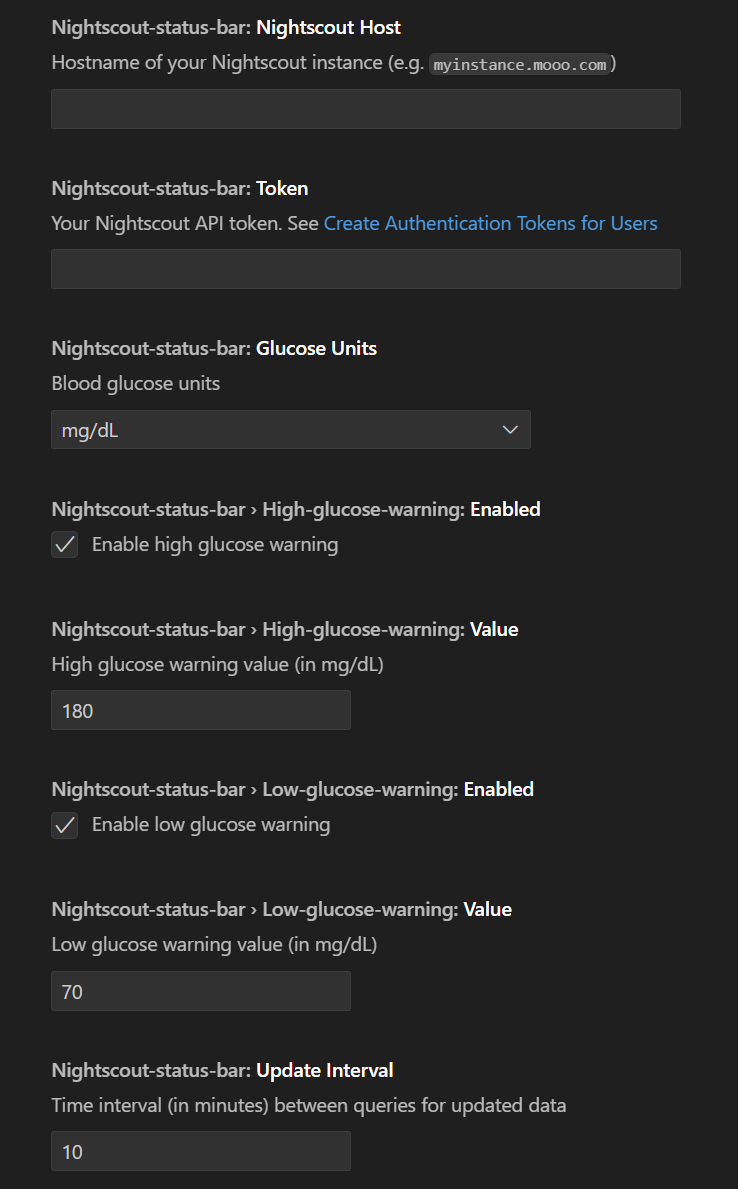 Nightscout-status-bar: Nightscout Host
Hostname of your Nightscout instance (e.g. myinstance.mooo.com)
Nightscout-status-bar: Token
Your Nightscout API token. See Create Authentication Tokens for Users
Nightscout-status-bar: Glucose Units
Blood glucose units
mg/dL
Nightscout-status-bar › High-glucose-warning: Enabled
Enable high glucose warning
Nightscout-status-bar › High-glucose-warning: Value
High glucose warning value (in mg/dL)
180
Nightscout-status-bar › Low-glucose-warning: Enabled
Enable low glucose warning
Nightscout-status-bar › Low-glucose-warning: Value
Low glucose warning value (in mg/dL)
70
Nightscout-status-bar: Update Interval
Time interval (in minutes) between queries for updated data
10